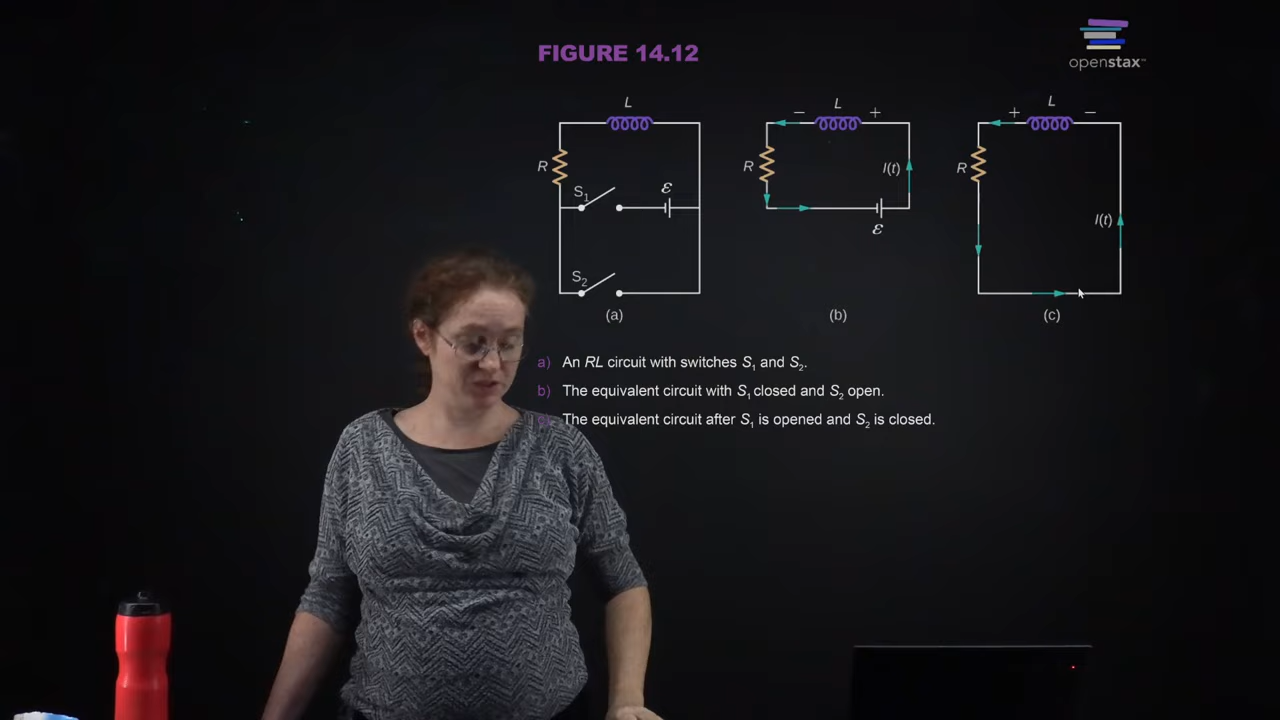 FIGURE 14.12
openstax™
L
R
S1
ε
S2
(a)
− L +
R
I(t)
ε
(b)
+ L −
R
I(t)
(c)
a) An RL circuit with switches S1 and S2.
b) The equivalent circuit with S1 closed and S2 open.
c) The equivalent circuit after S1 is opened and S2 is closed.